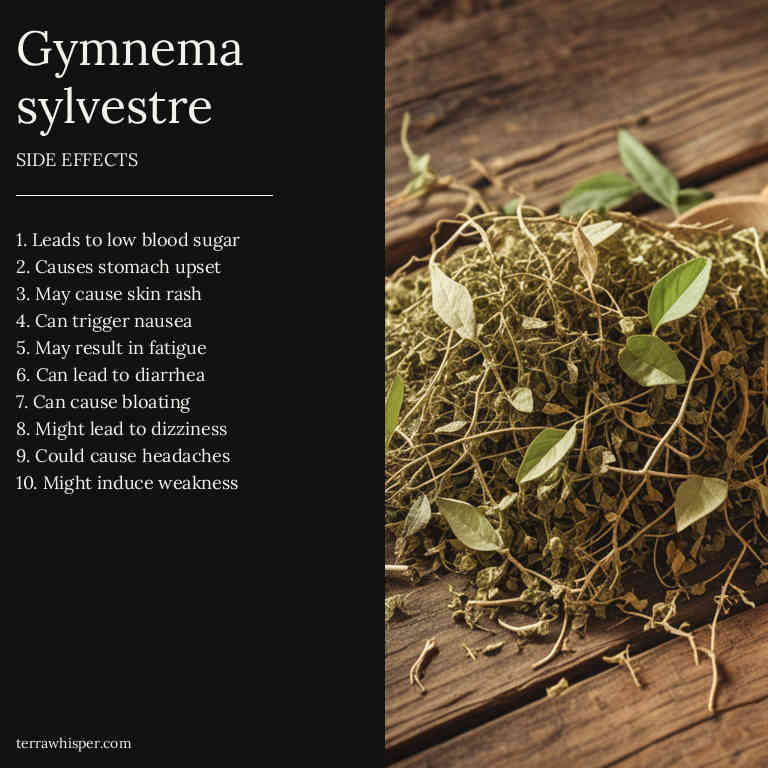 Gymnema
sylvestre
SIDE EFFECTS
1. Leads to low blood sugar
2. Causes stomach upset
3. May cause skin rash
4. Can trigger nausea
5. May result in fatigue
6. Can lead to diarrhea
7. Can cause bloating
8. Might lead to dizziness
9. Could cause headaches
10. Might induce weakness
terrawhisper.com